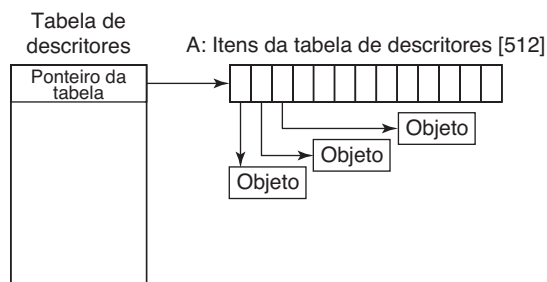 Tabela de
descritores
A: Itens da tabela de descritores [512]
Ponteiro da
tabela
Objeto
Objeto
Objeto